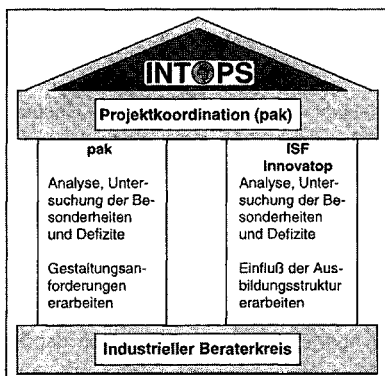 INTOPS
Projektkoordination (pak)
pak
Analyse, Unter-
suchung der Be-
sonderheiten
und Defizite
Gestaltungsan-
forderungen
erarbeiten
ISF
Innovatop
Analyse, Unter-
suchung der Be-
sonderheiten
und Defizite
Einfluß der Aus-
bildungsstruktur
erarbeiten
Industrieller Beraterkreis